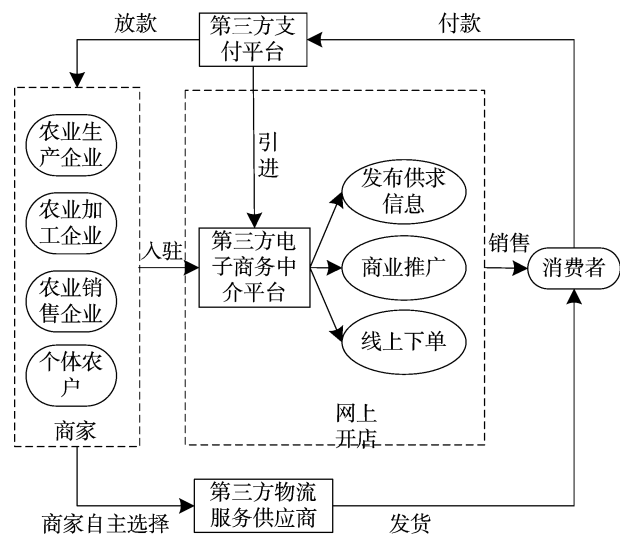 放款
第三方支
付平台
付款
农业生
产企业
农业加
工企业
农业销
售企业
个体农
户
商家
入驻
引
进
第三方电
子商务中
介平台
发布供求
信息
商业推广
线上下单
网上
开店
销售
消费者
商家自主选择
第三方物流
服务供应商
发货